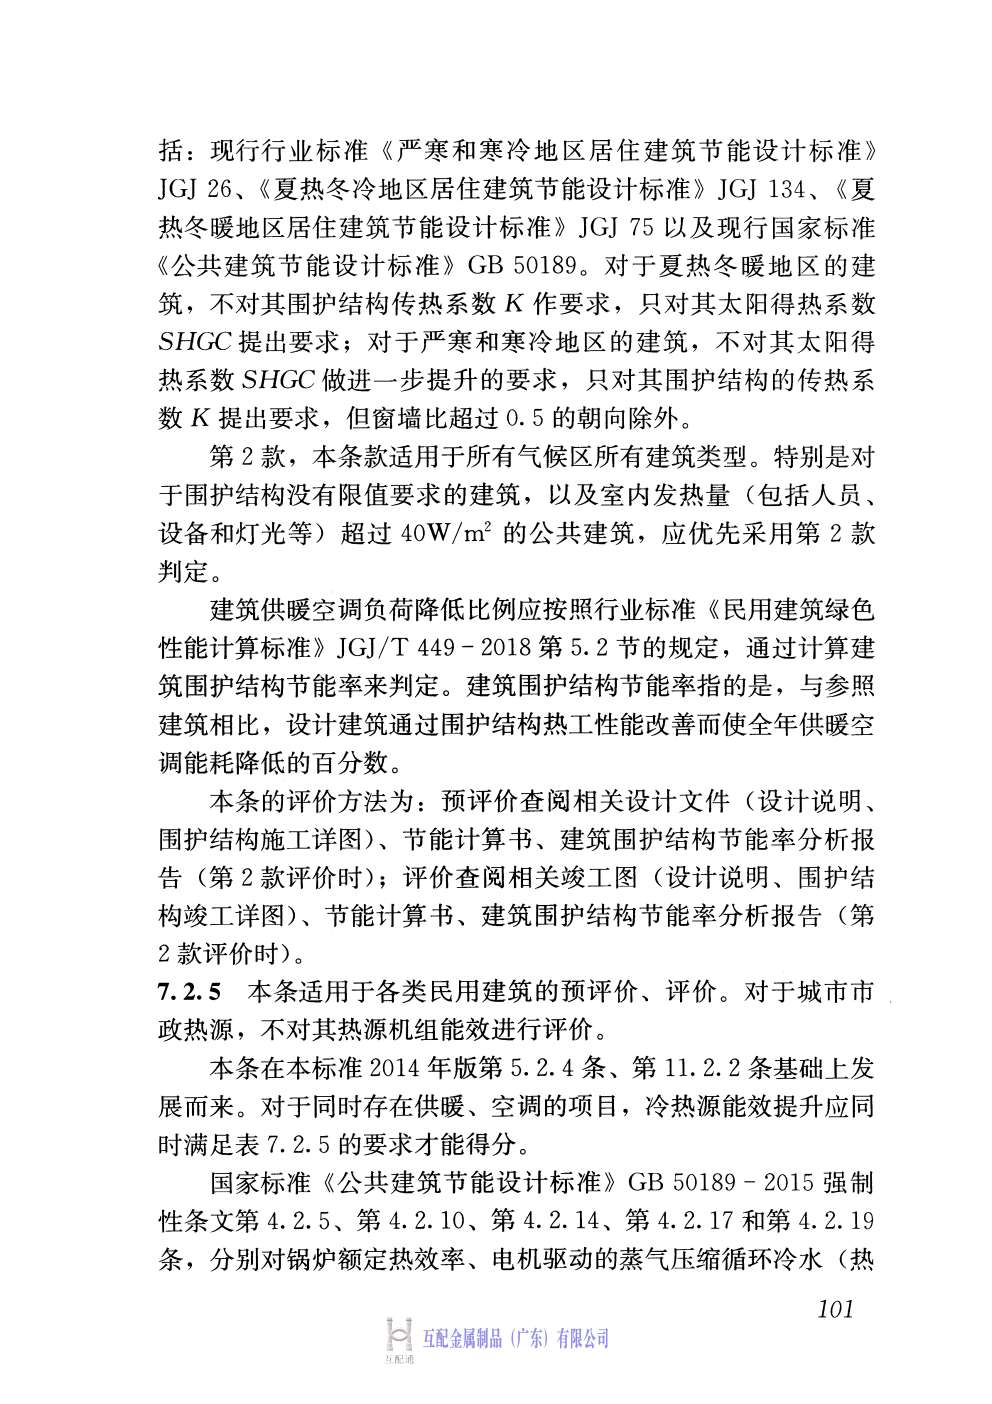 括：现行行业标准《严寒和寒冷地区居住建筑节能设计标准》
JGJ 26、《夏热冬冷地区居住建筑节能设计标准》JGJ 134、《夏
热冬暖地区居住建筑节能设计标准》JGJ 75 以及现行国家标准
《公共建筑节能设计标准》GB 50189。对于夏热冬暖地区的建
筑，不对其围护结构传热系数 K 作要求，只对其太阳得热系数
SHGC 提出要求；对于严寒和寒冷地区的建筑，不对其太阳得
热系数 SHGC 做进一步提升的要求，只对其围护结构的传热系
数 K 提出要求，但窗墙比超过 0.5 的朝向除外。
第 2 款，本条款适用于所有气候区所有建筑类型。特别是对
于围护结构没有限值要求的建筑，以及室内发热量（包括人员、
设备和灯光等）超过 40W/m² 的公共建筑，应优先采用第 2 款
判定。
建筑供暖空调负荷降低比例应按照行业标准《民用建筑绿色
性能计算标准》JGJ/T 449－2018 第 5.2 节的规定，通过计算建
筑围护结构节能率来判定。建筑围护结构节能率指的是，与参照
建筑相比，设计建筑通过围护结构热工性能改善而使全年供暖空
调能耗降低的百分数。
本条的评价方法为：预评价查阅相关设计文件（设计说明、
围护结构施工详图）、节能计算书、建筑围护结构节能率分析报
告（第 2 款评价时）；评价查阅相关竣工图（设计说明、围护结
构竣工详图）、节能计算书、建筑围护结构节能率分析报告（第
2 款评价时）。
7.2.5 本条适用于各类民用建筑的预评价、评价。对于城市市
政热源，不对其热源机组能效进行评价。
本条在本标准 2014 年版第 5.2.4 条、第 11.2.2 条基础上发
展而来。对于同时存在供暖、空调的项目，冷热源能效提升应同
时满足表 7.2.5 的要求才能得分。
国家标准《公共建筑节能设计标准》GB 50189－2015 强制
性条文第 4.2.5、第 4.2.10、第 4.2.14、第 4.2.17 和第 4.2.19
条，分别对锅炉额定热效率、电机驱动的蒸气压缩循环冷水（热
101
互配金属制品（广东）有限公司
互配通